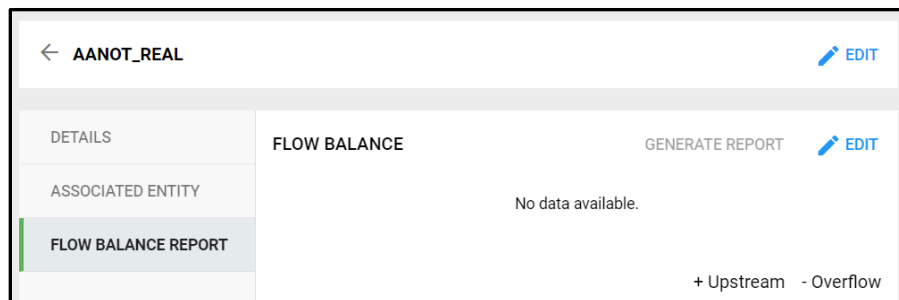 AANOT_REAL
EDIT
DETAILS
ASSOCIATED ENTITY
FLOW BALANCE REPORT
FLOW BALANCE
GENERATE REPORT
EDIT
No data available.
+ Upstream - Overflow